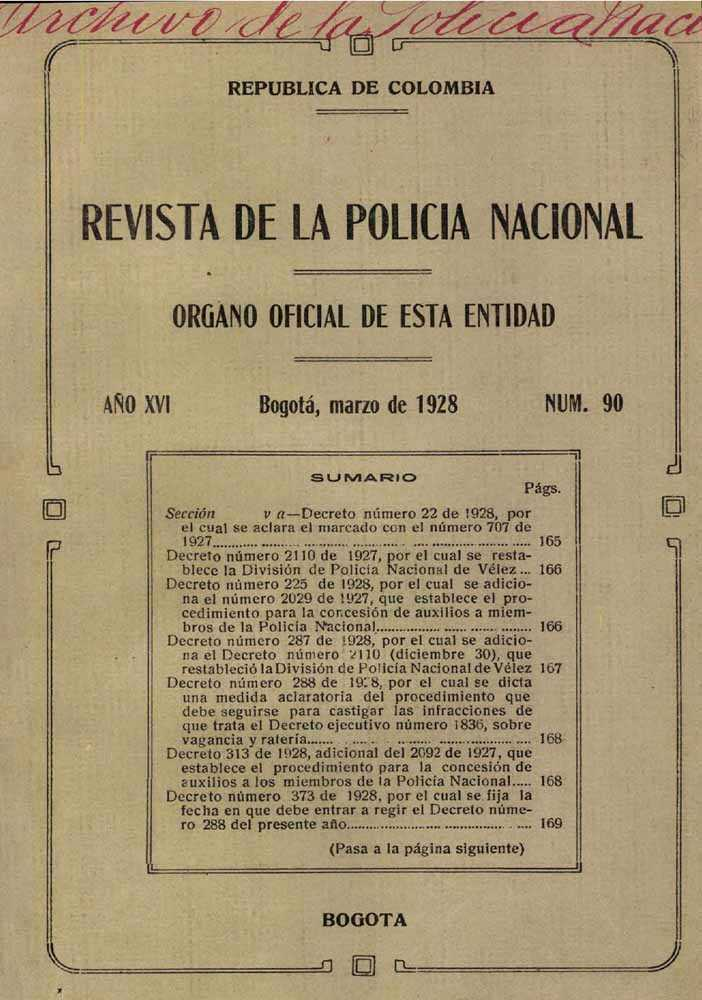 Archivo de la Policia Naci
REPUBLICA DE COLOMBIA
REVISTA DE LA POLICIA NACIONAL
ORGANO OFICIAL DE ESTA ENTIDAD
AÑO XVI Bogotá, marzo de 1928 NUM. 90
SUMARIO
Págs.
Sección v a—Decreto número 22 de 1928, por
el cual se aclara el marcado con el número 707 de
1927........ 165
Decreto número 2110 de 1927, por el cual se resta-
blece la División de Policía Nacional de Vélez... 166
Decreto número 225 de 1928, por el cual se adicio-
na el número 2029 de 1927, que establece el pro-
cedimiento para la concesión de auxilios a miem-
bros de la Policía Nacional........ 166
Decreto número 287 de 1928, por el cual se adicio-
na el Decreto número 2110 (diciembre 30), que
restableció la División de Policía Nacional de Vélez 167
Decreto número 288 de 1928, por el cual se dicta
una medida aclaratoria del procedimiento que
debe seguirse para castigar las infracciones de
que trata el Decreto ejecutivo número 1836, sobre
vagancia y ratería........ 168
Decreto 313 de 1928, adicional del 2092 de 1927, que
establece el procedimiento para la concesión de
auxilios a los miembros de la Policía Nacional..... 168
Decreto número 373 de 1928, por el cual se fija la
fecha en que debe entrar a regir el Decreto núme-
ro 288 del presente año........ 169
(Pasa a la página siguiente)
BOGOTA